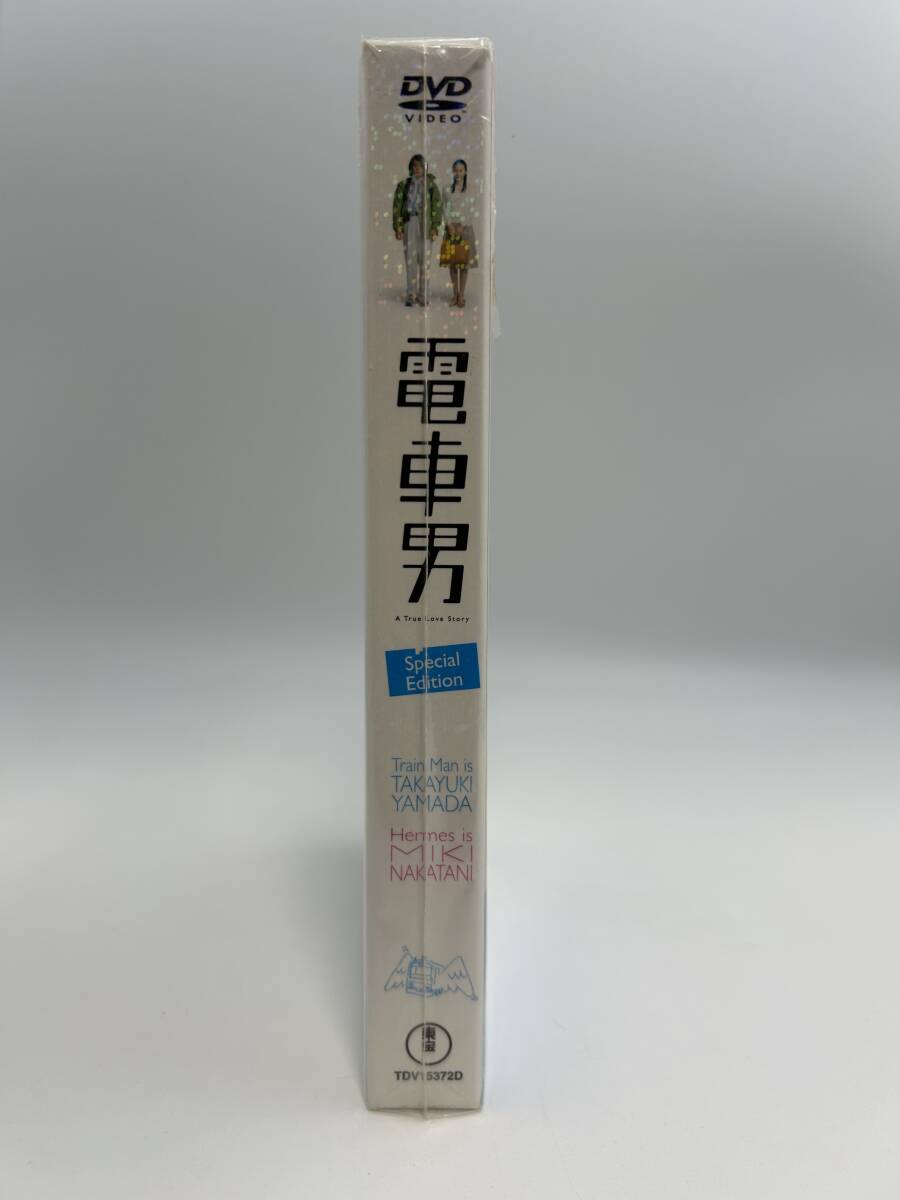 DVD
VIDEO
電車男
A True Love Story
Special
Edition
Train Man is
TAKAYUKI
YAMADA
Hermes is
MIKI
NAKATANI
東宝
TDV15372D